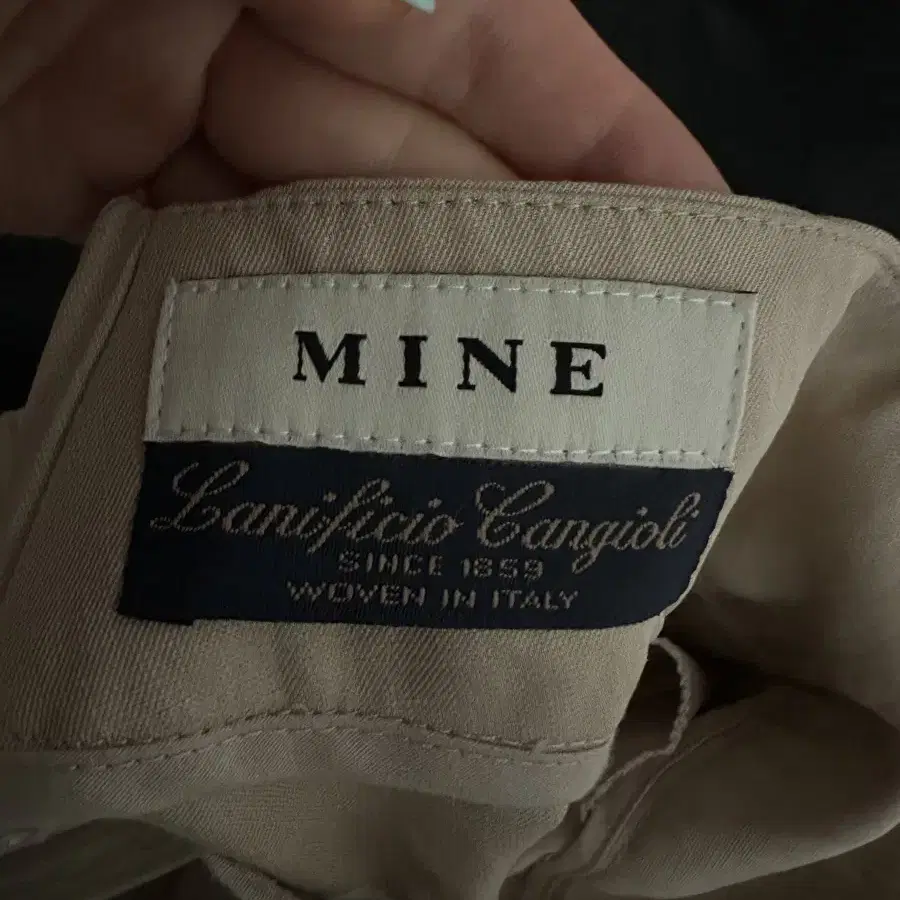 MINE
Lanificio Cangioli
SINCE 1859
WOVEN IN ITALY